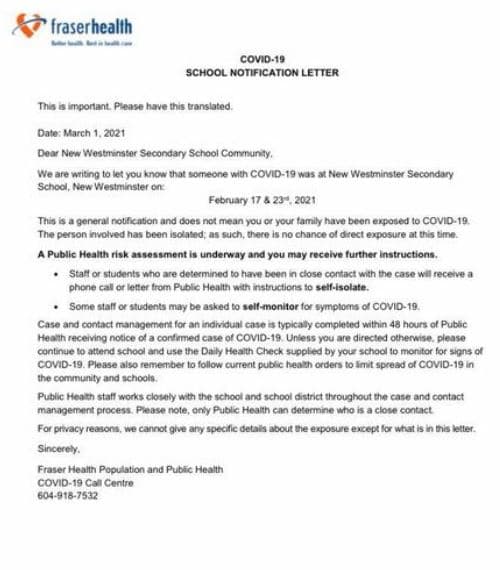 fraserhealth
Better health. Best in health care.
COVID-19
SCHOOL NOTIFICATION LETTER
This is important. Please have this translated.
Date: March 1, 2021
Dear New Westminster Secondary School Community,
We are writing to let you know that someone with COVID-19 was at New Westminster Secondary
School, New Westminster on:
February 17 & 23rd, 2021
This is a general notification and does not mean you or your family have been exposed to COVID-19.
The person involved has been isolated; as such, there is no chance of direct exposure at this time.
A Public Health risk assessment is underway and you may receive further instructions.
• Staff or students who are determined to have been in close contact with the case will receive a
phone call or letter from Public Health with instructions to self-isolate.
• Some staff or students may be asked to self-monitor for symptoms of COVID-19.
Case and contact management for an individual case is typically completed within 48 hours of Public
Health receiving notice of a confirmed case of COVID-19. Unless you are directed otherwise, please
continue to attend school and use the Daily Health Check supplied by your school to monitor for signs of
COVID-19. Please also remember to follow current public health orders to limit spread of COVID-19 in
the community and schools.
Public Health staff works closely with the school and school district throughout the case and contact
management process. Please note, only Public Health can determine who is a close contact.
For privacy reasons, we cannot give any specific details about the exposure except for what is in this letter.
Sincerely,
Fraser Health Population and Public Health
COVID-19 Call Centre
604-918-7532